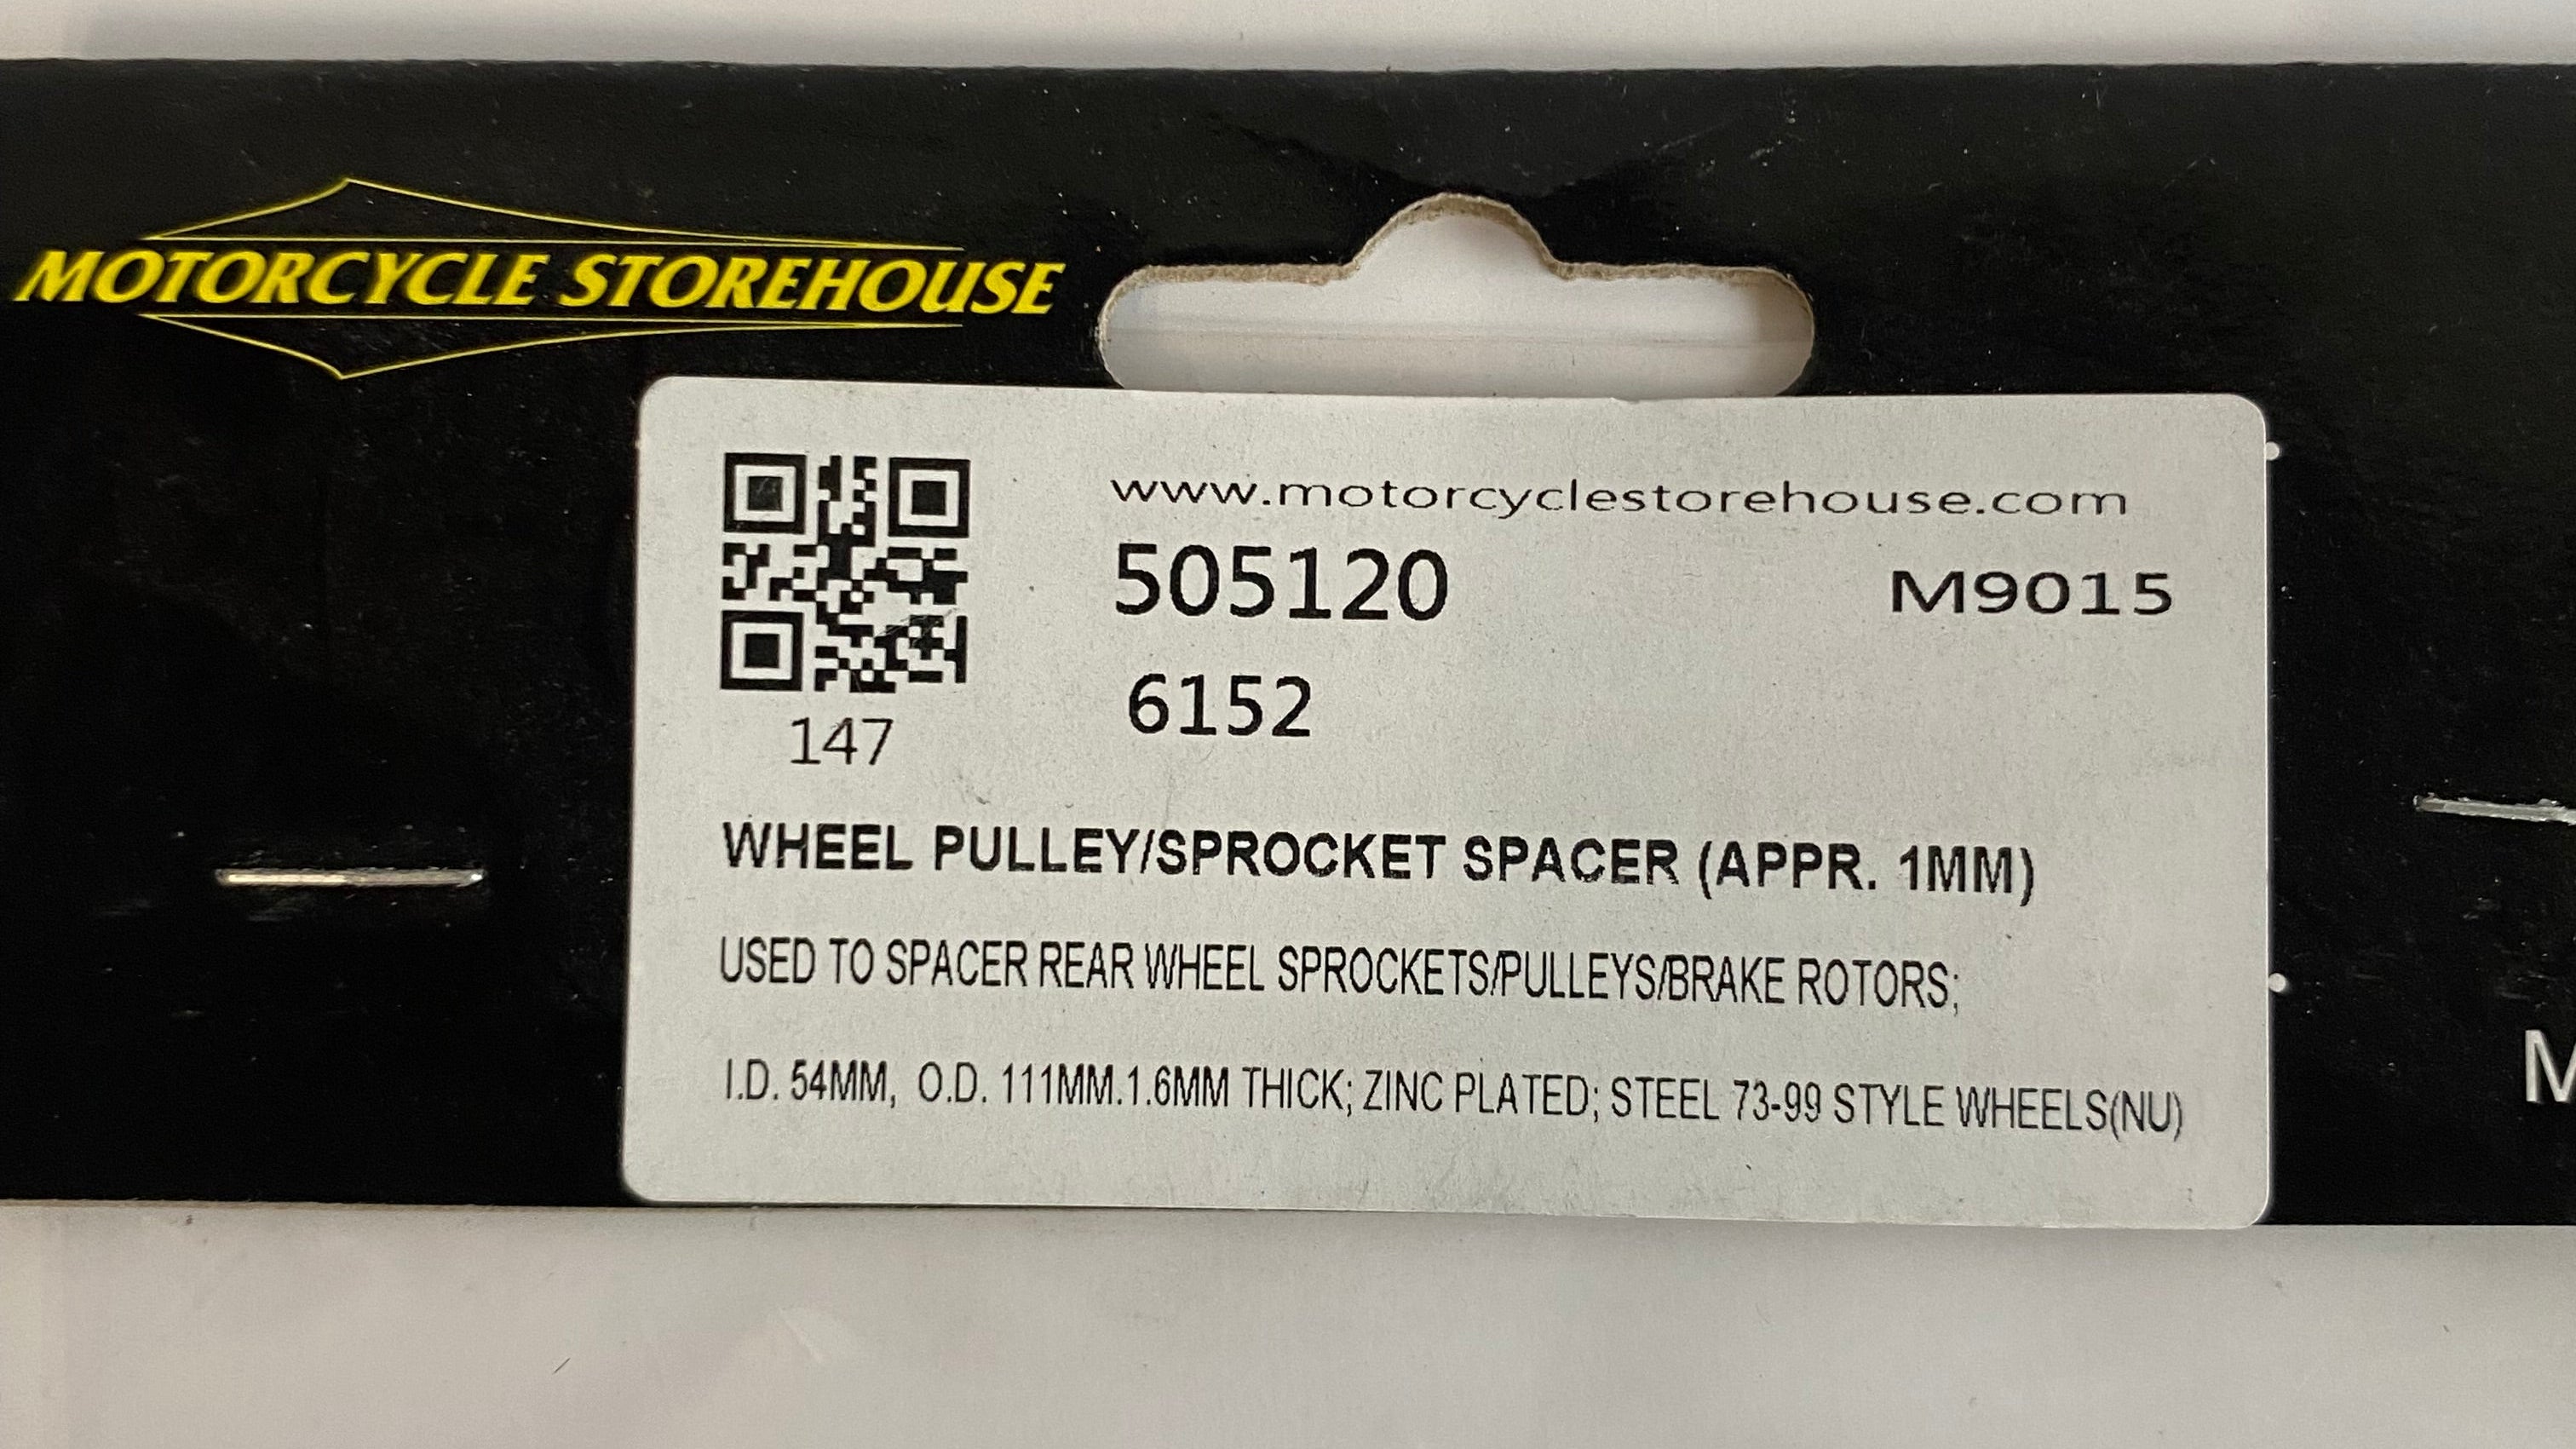 MOTORCYCLE STOREHOUSE
www.motorcyclestorehouse.com
505120 M9015
6152
147
WHEEL PULLEY/SPROCKET SPACER (APPR. 1MM)
USED TO SPACER REAR WHEEL SPROCKETS/PULLEYS/BRAKE ROTORS;
I.D. 54MM, O.D. 111MM.1.6MM THICK; ZINC PLATED; STEEL 73-99 STYLE WHEELS(NU)
M